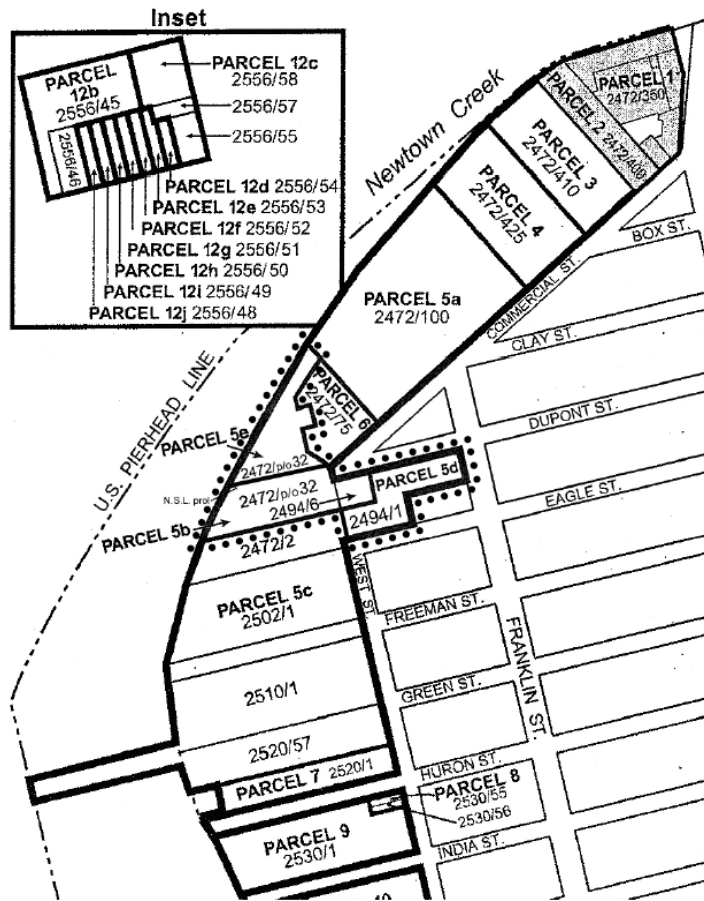 Inset
PARCEL
12b
2556/45
PARCEL 12c
2556/58
2556/57
2556/55
2556/46
PARCEL 12d 2556/54
PARCEL 12e 2556/53
PARCEL 12f 2556/52
PARCEL 12g 2556/51
PARCEL 12h 2556/50
PARCEL 12i 2556/49
PARCEL 12j 2556/48
Newtown Creek
PARCEL 1
2472/350
PARCEL 2 2472/400
PARCEL 3
2472/410
PARCEL 4
2472/425
PARCEL 5a
2472/100
BOX ST.
COMMERCIAL ST.
CLAY ST.
DUPONT ST.
EAGLE ST.
U.S. PIERHEAD LINE
PARCEL 6
2472/75
PARCEL 5e
2472/p/o 32
N.S.L. prol
2472/p/o 32
2494/6
PARCEL 5d
PARCEL 5b
2494/1
2472/2
WEST ST.
PARCEL 5c
2502/1
FREEMAN ST.
FRANKLIN ST.
2510/1
GREEN ST.
2520/57
PARCEL 7 2520/1
HURON ST.
PARCEL 8
2530/55
2530/56
PARCEL 9
2530/1
INDIA ST.